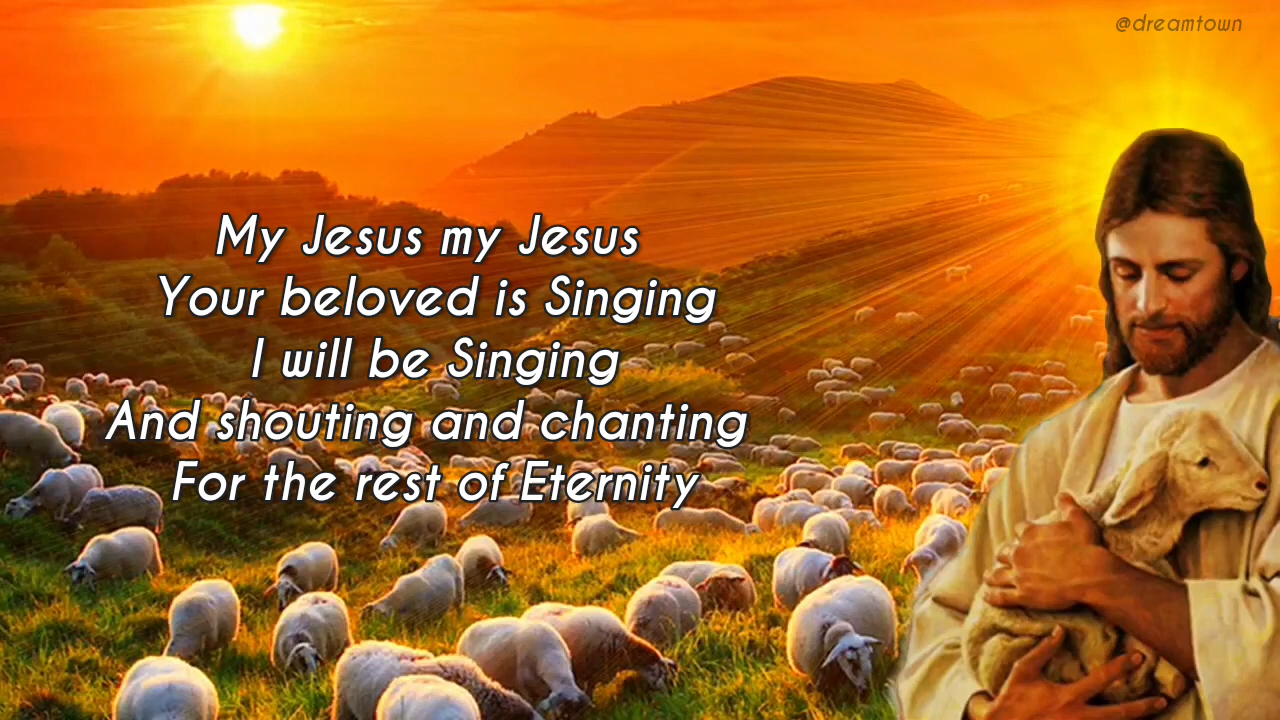 @dreamtown
My Jesus my Jesus
Your beloved is Singing
I will be Singing
And shouting and chanting
For the rest of Eternity